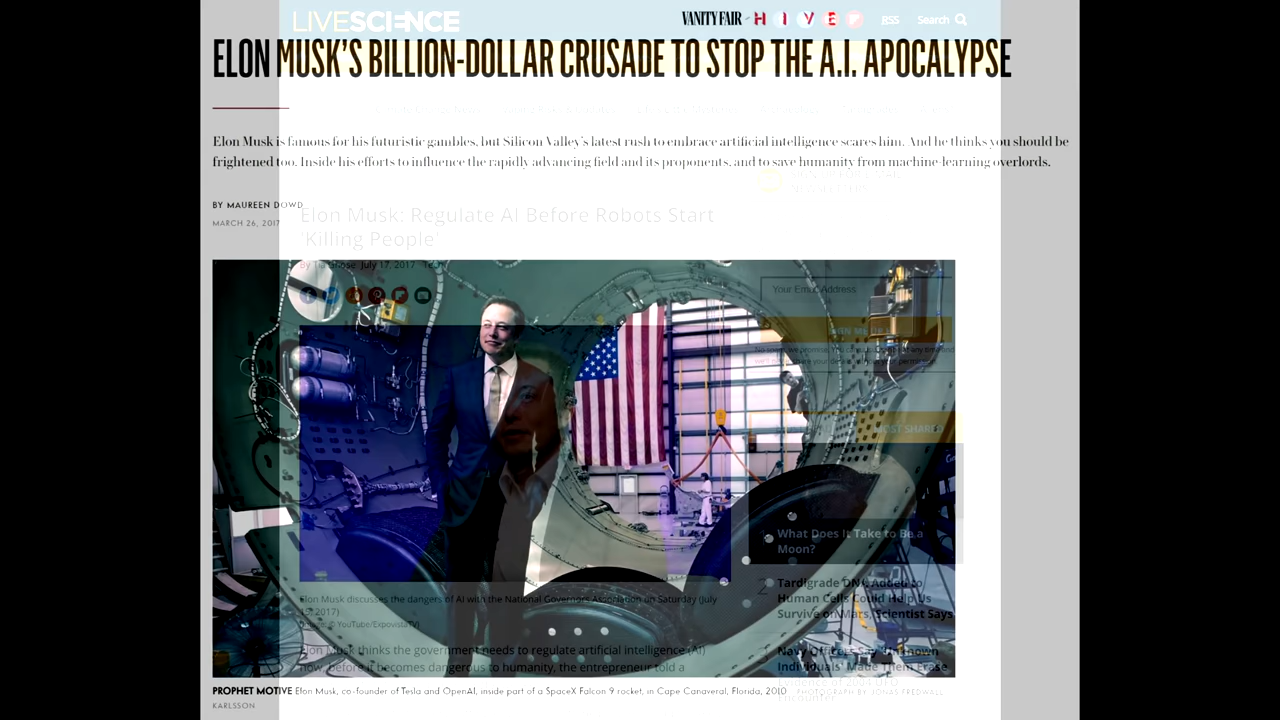 LIVESCIENCE
VANITY FAIR HIVE
RSS
Search
ELON MUSK'S BILLION-DOLLAR CRUSADE TO STOP THE A.I. APOCALYPSE
Elon Musk is famous for his futuristic gambles, but Silicon Valley's latest rush to embrace artificial intelligence scares him. And he thinks you should be
frightened too. Inside his efforts to influence the rapidly advancing field and its proponents, and to save humanity from machine-learning overlords.
BY MAUREEN DOWD
MARCH 26, 2017
Elon Musk: Regulate AI Before Robots Start
'Killing People'
July 17, 2017
Your Email Address
MOST SHARED
What Does It Take to Be a
Moon?
2 Tardigrade DNA Added to
Human Cells Could Help Us
Survive on Mars, Scientist Says
Elon Musk discusses the dangers of AI with the National Governors Association on Saturday (July
15, 2017)
© YouTube/ExpovistaTV
Elon Musk thinks the government needs to regulate artificial intelligence (AI)
now, before it becomes dangerous to humanity, the entrepreneur told a
Navy Officers Say 'Unknown
Individuals' Made Them Erase
Evidence of 2004 UFO
Encounter
PROPHET MOTIVE Elon Musk, co-founder of Tesla and OpenAI, inside part of a SpaceX Falcon 9 rocket, in Cape Canaveral, Florida, 2010
PHOTOGRAPH BY JONAS FREDWALL
KARLSSON